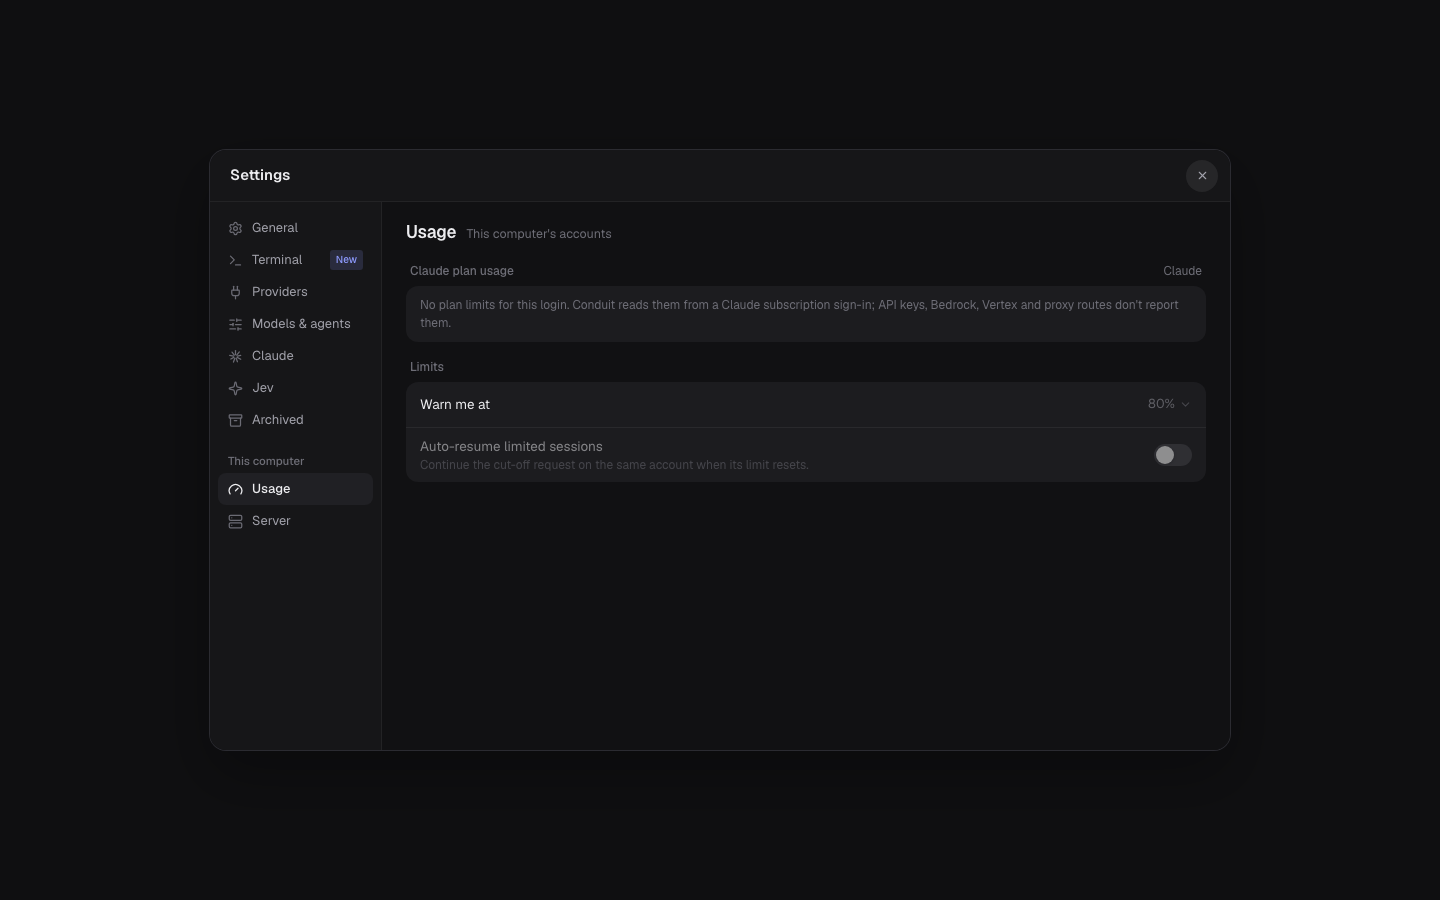 Settings
General
Terminal
New
Providers
Models & agents
Claude
Jev
Archived
This computer
Usage
Server
Usage
This computer's accounts
Claude plan usage
Claude
No plan limits for this login. Conduit reads them from a Claude subscription sign-in; API keys, Bedrock, Vertex and proxy routes don't report
them.
Limits
Warn me at
80%
Auto-resume limited sessions
Continue the cut-off request on the same account when its limit resets.